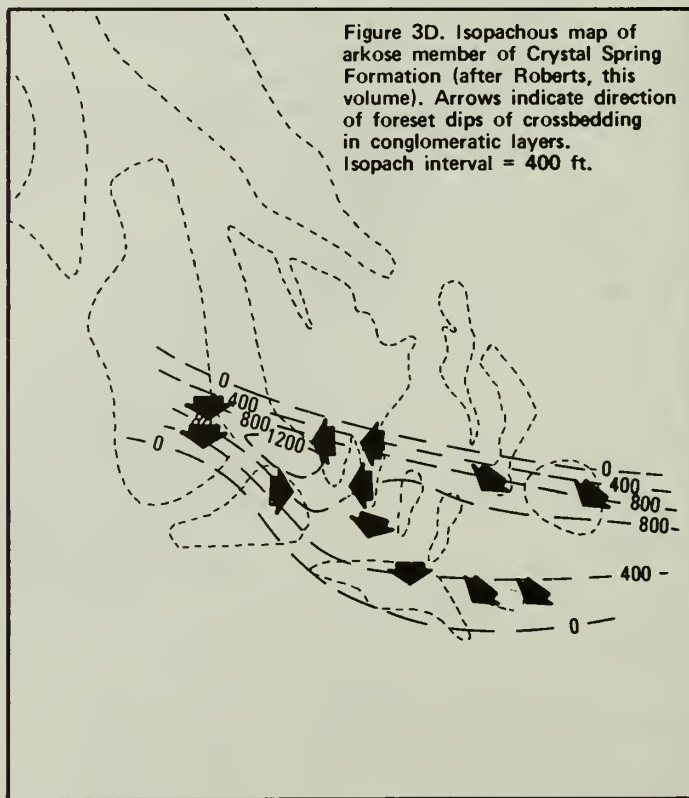 Figure 3D. Isopachous map of
arkose member of Crystal Spring
Formation (after Roberts, this
volume). Arrows indicate direction
of foreset dips of crossbedding
in conglomeratic layers.
Isopach interval = 400 ft.
0
400
800
1200
0
0
400
800
800
400
0